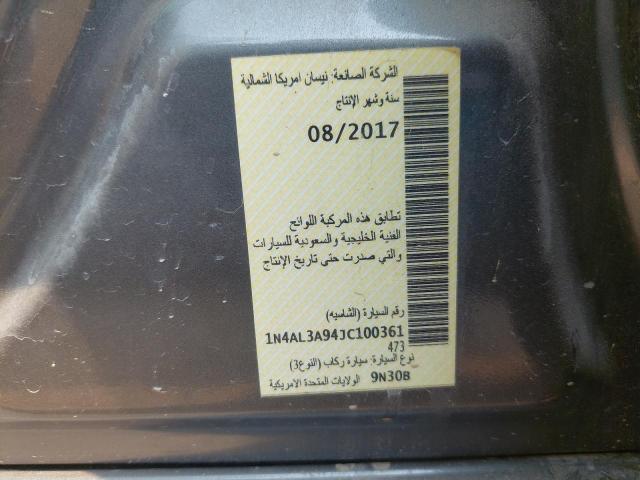 الشركة الصانعة: نيسان امريكا الشمالية
سنة وشهر الإنتاج
08/2017
تطابق هذه المركبة اللوائح
الفنية الخليجية والسعودية للسيارات
والتي صدرت حتى تاريخ الإنتاج
رقم السيارة (الشاسيه)
1N4AL3A94JC100361
473
نوع السيارة: سيارة ركاب (النوع3)
9N30B الولايات المتحدة الامريكية